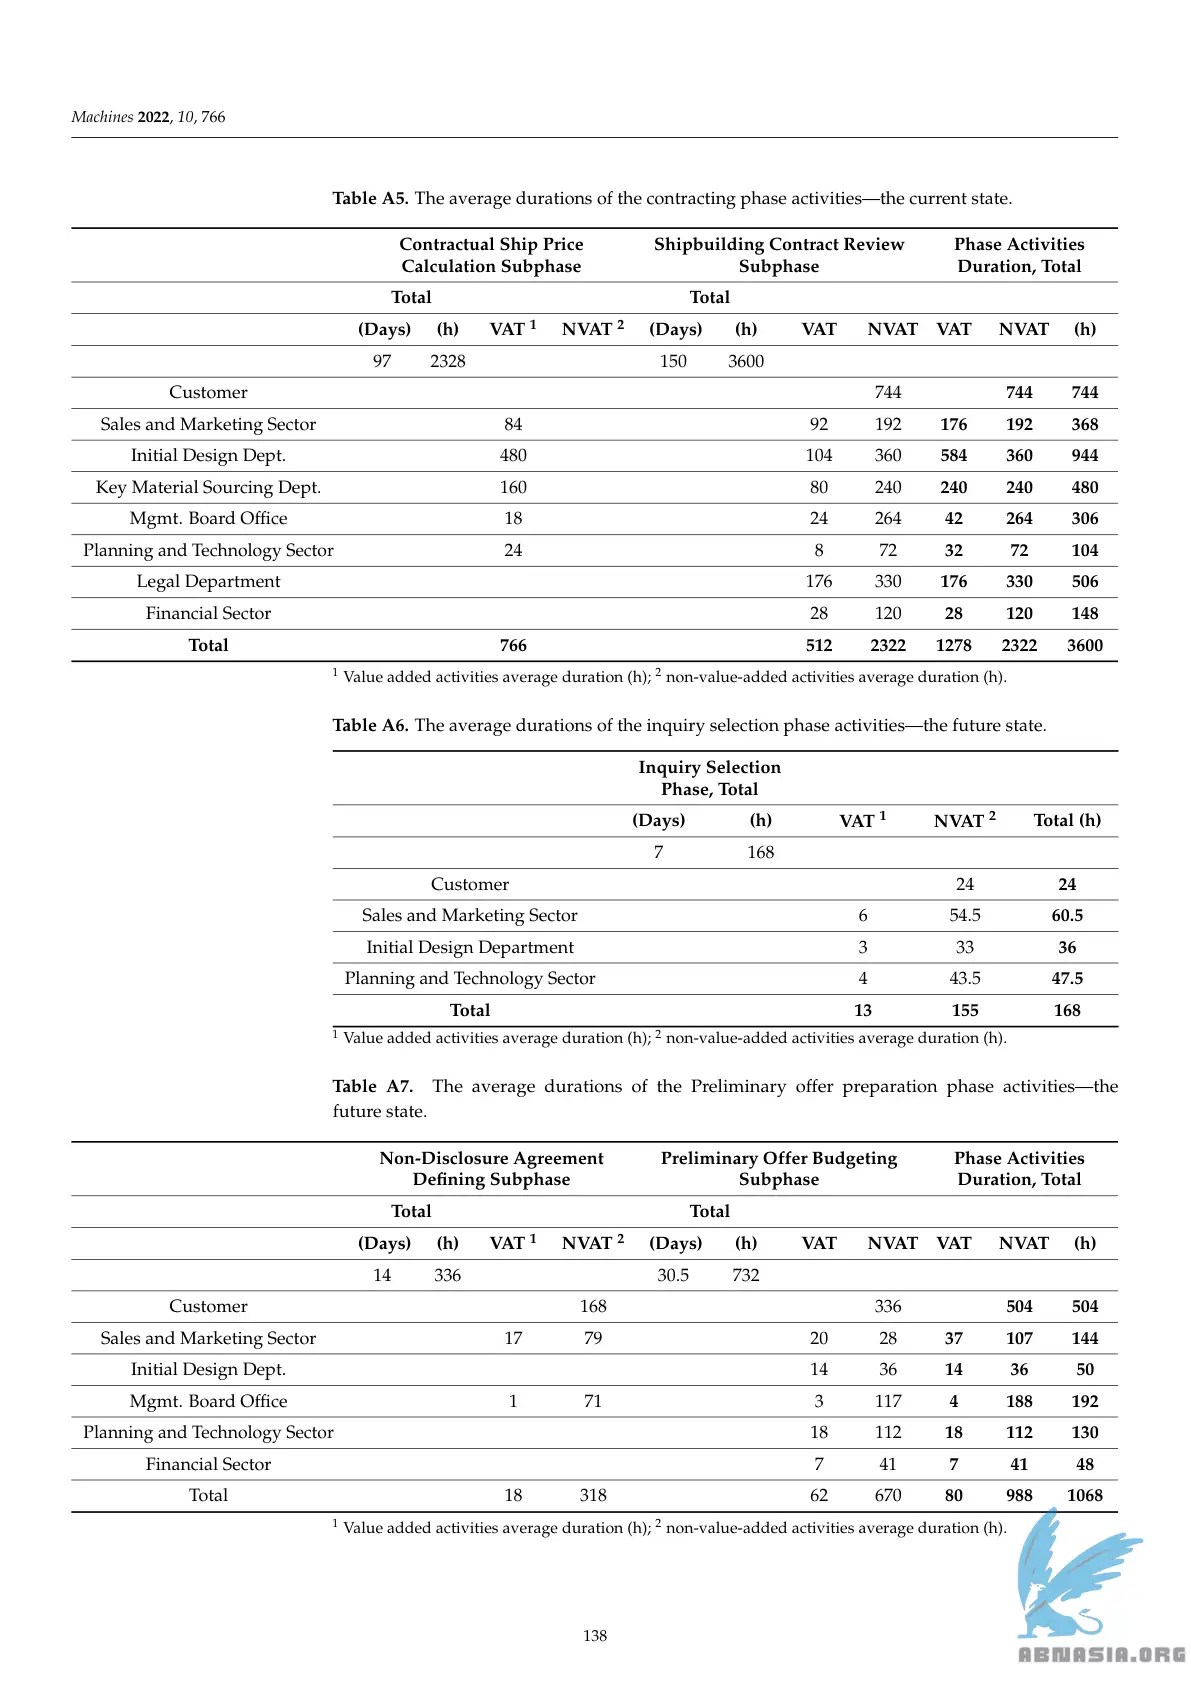 Machines 2022, 10, 766
Table A5. The average durations of the contracting phase activities—the current state.
Contractual Ship Price Calculation Subphase Shipbuilding Contract Review Subphase Phase Activities Duration, Total
Total Total
(Days) (h) VAT 1 NVAT 2 (Days) (h) VAT NVAT VAT NVAT (h)
97 2328 150 3600
Customer 744 744 744
Sales and Marketing Sector 84 92 192 176 192 368
Initial Design Dept. 480 104 360 584 360 944
Key Material Sourcing Dept. 160 80 240 240 240 480
Mgmt. Board Office 18 24 264 42 264 306
Planning and Technology Sector 24 8 72 32 72 104
Legal Department 176 330 176 330 506
Financial Sector 28 120 28 120 148
Total 766 512 2322 1278 2322 3600
1 Value added activities average duration (h); 2 non-value-added activities average duration (h).
Table A6. The average durations of the inquiry selection phase activities—the future state.
Inquiry Selection
Phase, Total
(Days) (h) VAT 1 NVAT 2 Total (h)
7 168
Customer 24 24
Sales and Marketing Sector 6 54.5 60.5
Initial Design Department 3 33 36
Planning and Technology Sector 4 43.5 47.5
Total 13 155 168
1 Value added activities average duration (h); 2 non-value-added activities average duration (h).
Table A7. The average durations of the Preliminary offer preparation phase activities—the
future state.
Non-Disclosure Agreement Defining Subphase Preliminary Offer Budgeting Subphase Phase Activities Duration, Total
Total Total
(Days) (h) VAT 1 NVAT 2 (Days) (h) VAT NVAT VAT NVAT (h)
14 336 30.5 732
Customer 168 336 504 504
Sales and Marketing Sector 17 79 20 28 37 107 144
Initial Design Dept. 14 36 14 36 50
Mgmt. Board Office 1 71 3 117 4 188 192
Planning and Technology Sector 18 112 18 112 130
Financial Sector 7 41 7 41 48
Total 18 318 62 670 80 988 1068
1 Value added activities average duration (h); 2 non-value-added activities average duration (h).
138
ABNASIA.ORG